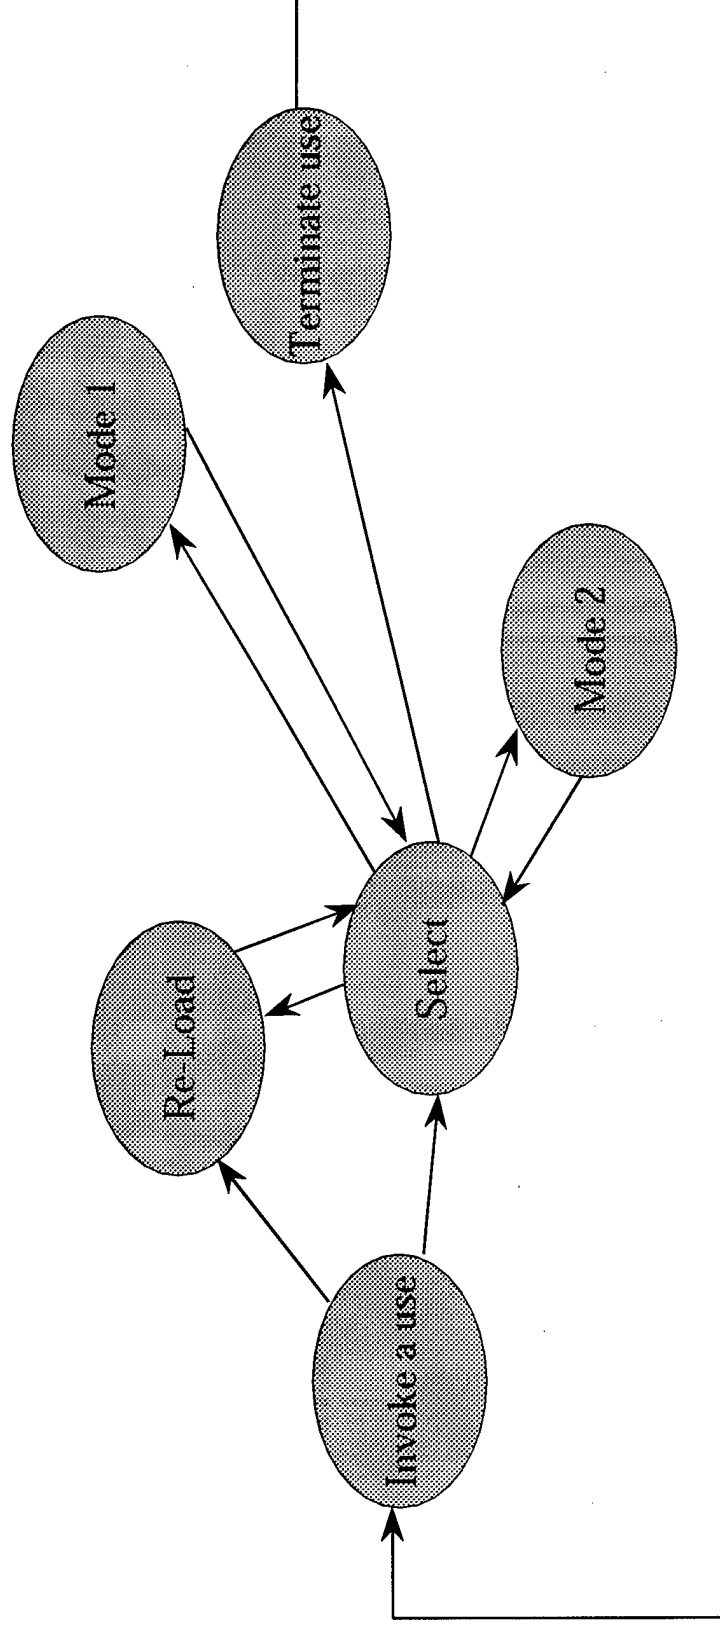 Invoke a use
Re-Load
Select
Mode 1
Mode 2
Terminate use